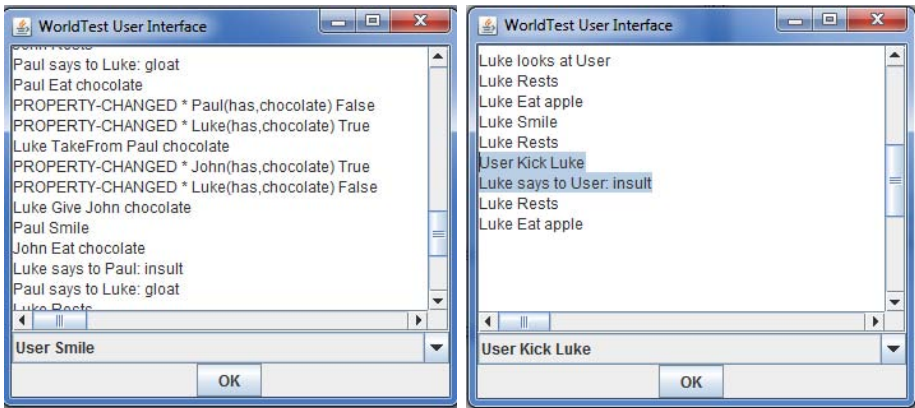 WorldTest User Interface
John Rests
Paul says to Luke: gloat
Paul Eat chocolate
PROPERTY-CHANGED * Paul(has,chocolate) False
PROPERTY-CHANGED * Luke(has,chocolate) True
Luke TakeFrom Paul chocolate
PROPERTY-CHANGED * John(has,chocolate) True
PROPERTY-CHANGED * Luke(has,chocolate) False
Luke Give John chocolate
Paul Smile
John Eat chocolate
Luke says to Paul: insult
Paul says to Luke: gloat
Luke Rests
User Smile
OK
WorldTest User Interface
Luke looks at User
Luke Rests
Luke Eat apple
Luke Smile
Luke Rests
User Kick Luke
Luke says to User: insult
Luke Rests
Luke Eat apple
User Kick Luke
OK